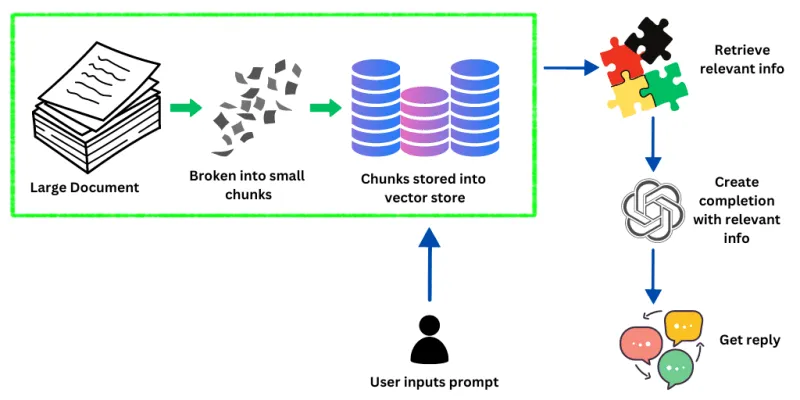 Large Document
Broken into small
chunks
Chunks stored into
vector store
User inputs prompt
Retrieve
relevant info
Create
completion
with relevant
info
Get reply